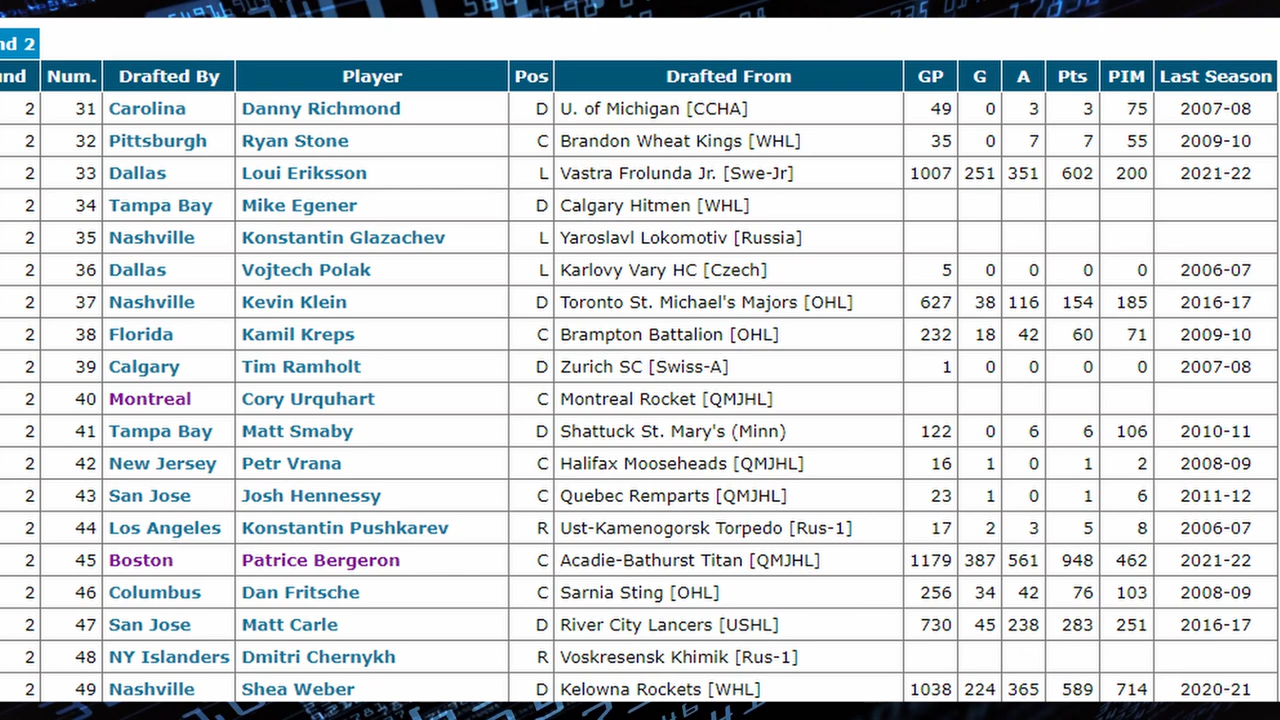 nd 2
und Num. Drafted By Player Pos Drafted From GP G A Pts PIM Last Season
2 31 Carolina Danny Richmond D U. of Michigan [CCHA] 49 0 3 3 75 2007-08
2 32 Pittsburgh Ryan Stone C Brandon Wheat Kings [WHL] 35 0 7 7 55 2009-10
2 33 Dallas Loui Eriksson L Vastra Frolunda Jr. [Swe-Jr] 1007 251 351 602 200 2021-22
2 34 Tampa Bay Mike Egener D Calgary Hitmen [WHL]
2 35 Nashville Konstantin Glazachev L Yaroslavl Lokomotiv [Russia]
2 36 Dallas Vojtech Polak L Karlovy Vary HC [Czech] 5 0 0 0 0 2006-07
2 37 Nashville Kevin Klein D Toronto St. Michael's Majors [OHL] 627 38 116 154 185 2016-17
2 38 Florida Kamil Kreps C Brampton Battalion [OHL] 232 18 42 60 71 2009-10
2 39 Calgary Tim Ramholt D Zurich SC [Swiss-A] 1 0 0 0 0 2007-08
2 40 Montreal Cory Urquhart C Montreal Rocket [QMJHL]
2 41 Tampa Bay Matt Smaby D Shattuck St. Mary's (Minn) 122 0 6 6 106 2010-11
2 42 New Jersey Petr Vrana C Halifax Mooseheads [QMJHL] 16 1 0 1 2 2008-09
2 43 San Jose Josh Hennessy C Quebec Remparts [QMJHL] 23 1 0 1 6 2011-12
2 44 Los Angeles Konstantin Pushkarev R Ust-Kamenogorsk Torpedo [Rus-1] 17 2 3 5 8 2006-07
2 45 Boston Patrice Bergeron C Acadie-Bathurst Titan [QMJHL] 1179 387 561 948 462 2021-22
2 46 Columbus Dan Fritsche C Sarnia Sting [OHL] 256 34 42 76 103 2008-09
2 47 San Jose Matt Carle D River City Lancers [USHL] 730 45 238 283 251 2016-17
2 48 NY Islanders Dmitri Chernykh R Voskresensk Khimik [Rus-1]
2 49 Nashville Shea Weber D Kelowna Rockets [WHL] 1038 224 365 589 714 2020-21